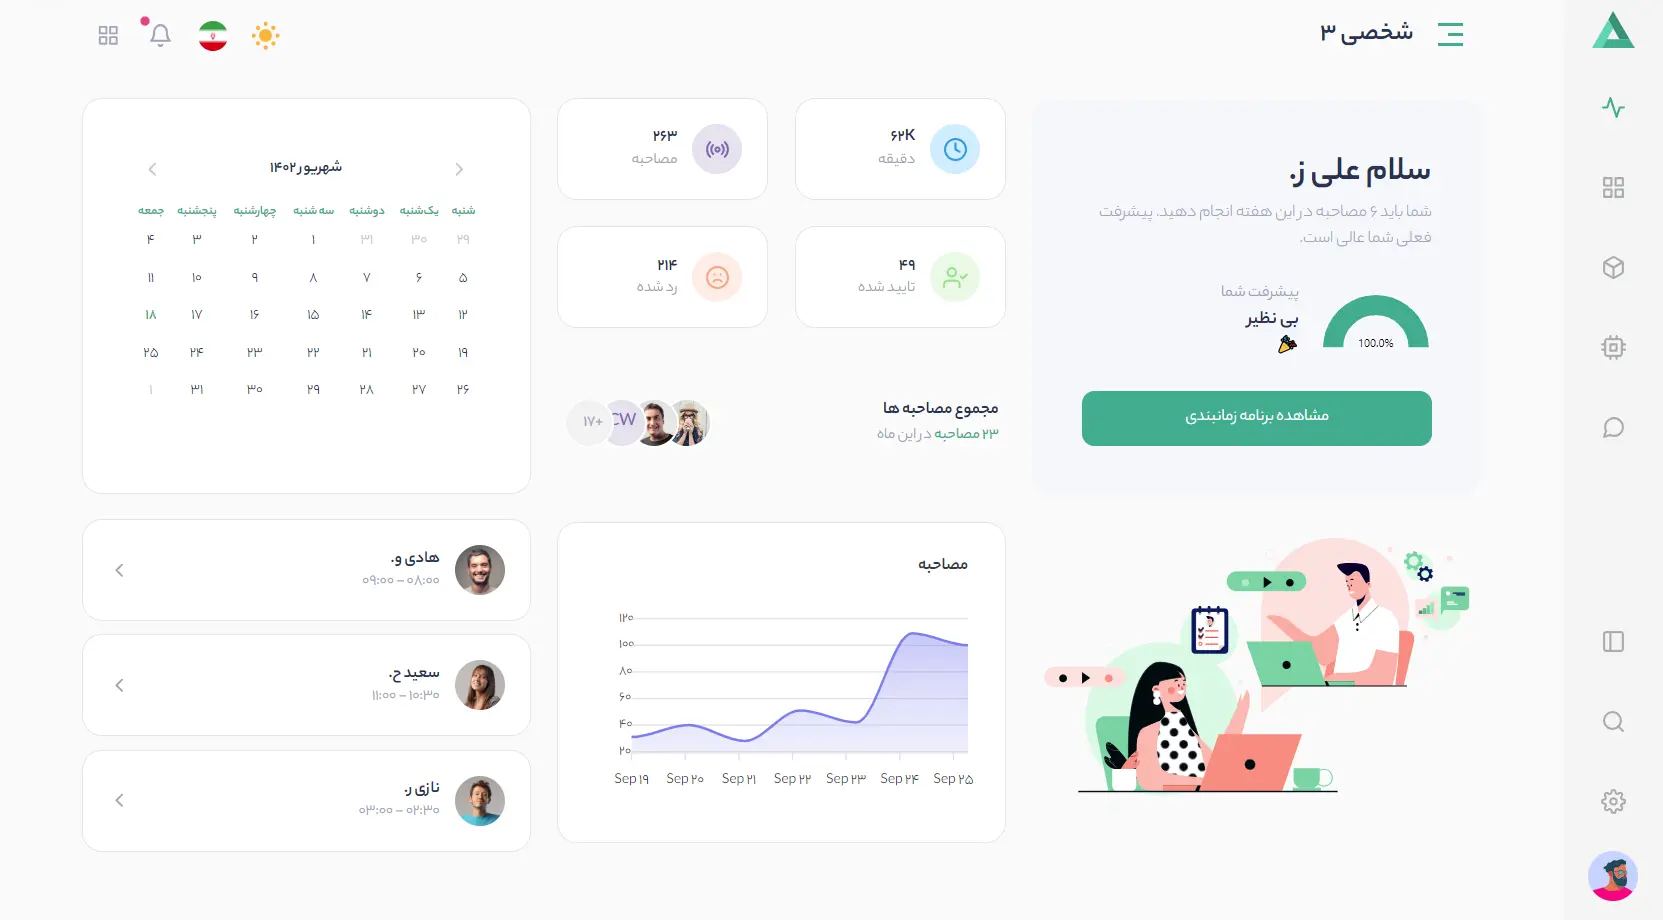 شخصی ۳
سلام علی ز.
شما باید ۶ مصاحبه در این هفته انجام دهید. پیشرفت
فعلی شما عالی است.
پیشرفت شما
بی نظیر
100.0%
مشاهده برنامه زمانبندی
۶۲K
دقیقه
۲۶۳
مصاحبه
۴۹
تایید شده
۲۱۴
رد شده
مجموع مصاحبه ها
۲۳ مصاحبه در این ماه
CW
+۱۷
شهریور ۱۴۰۲
شنبه یک‌شنبه دوشنبه سه شنبه چهارشنبه پنجشنبه جمعه
۲۹ ۳۰ ۳۱ ۱ ۲ ۳ ۴
۵ ۶ ۷ ۸ ۹ ۱۰ ۱۱
۱۲ ۱۳ ۱۴ ۱۵ ۱۶ ۱۷ ۱۸
۱۹ ۲۰ ۲۱ ۲۲ ۲۳ ۲۴ ۲۵
۲۶ ۲۷ ۲۸ ۲۹ ۳۰ ۳۱ ۱
مصاحبه
۱۲۰
۱۰۰
۸۰
۶۰
۴۰
۲۰
Sep ۱۹ Sep ۲۰ Sep ۲۱ Sep ۲۲ Sep ۲۳ Sep ۲۴ Sep ۲۵
هادی و.
۰۸:۰۰ – ۰۹:۰۰
سعید ح.
۱۰:۳۰ – ۱۱:۰۰
نازی ر.
۰۲:۳۰ – ۰۳:۰۰